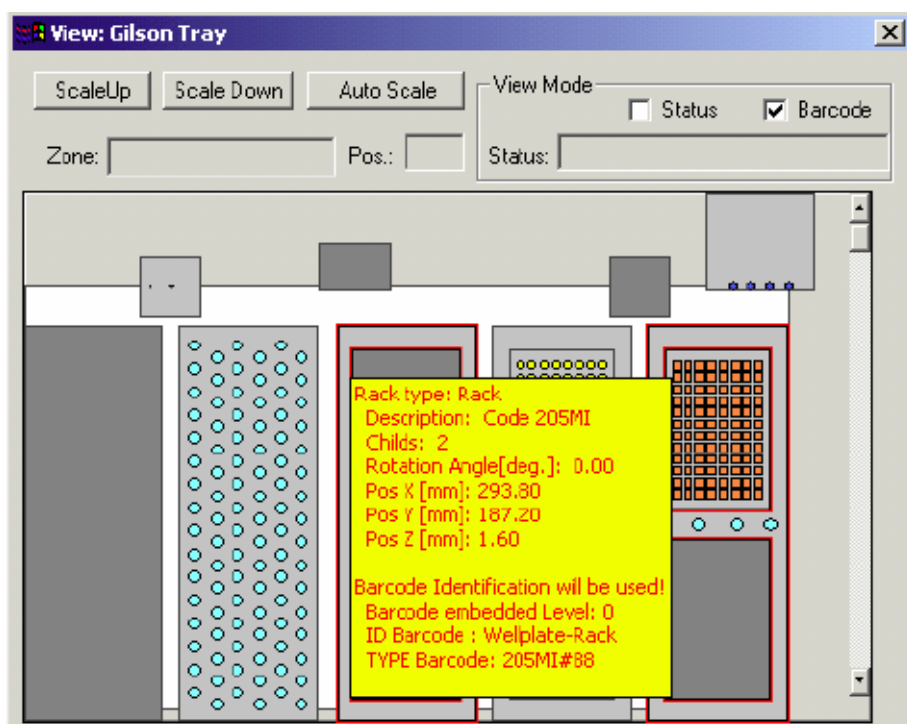 View: Gilson Tray
ScaleUp Scale Down Auto Scale
View Mode
Status Barcode
Zone: Pos.: Status:
Rack type: Rack
Description: Code 205MI
Childs: 2
Rotation Angle[deg.]: 0.00
Pos X [mm]: 293.80
Pos Y [mm]: 187.20
Pos Z [mm]: 1.60
Barcode Identification will be used!
Barcode embedded Level: 0
ID Barcode : Wellplate-Rack
TYPE Barcode: 205MI#88